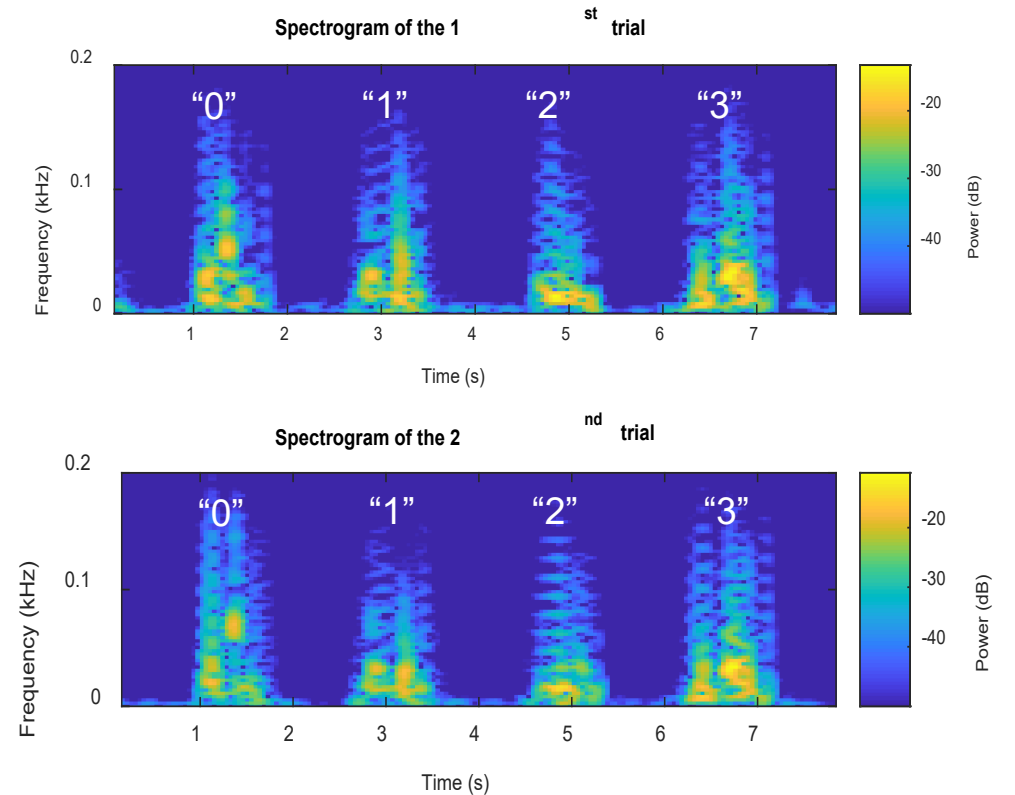 Spectrogram of the 1st trial
0.2
“0” “1” “2” “3”
0.1
0
Frequency (kHz)
1 2 3 4 5 6 7
Time (s)
-20
-30
-40
Power (dB)
Spectrogram of the 2nd trial
0.2
“0” “1” “2” “3”
0.1
0
Frequency (kHz)
1 2 3 4 5 6 7
Time (s)
-20
-30
-40
Power (dB)